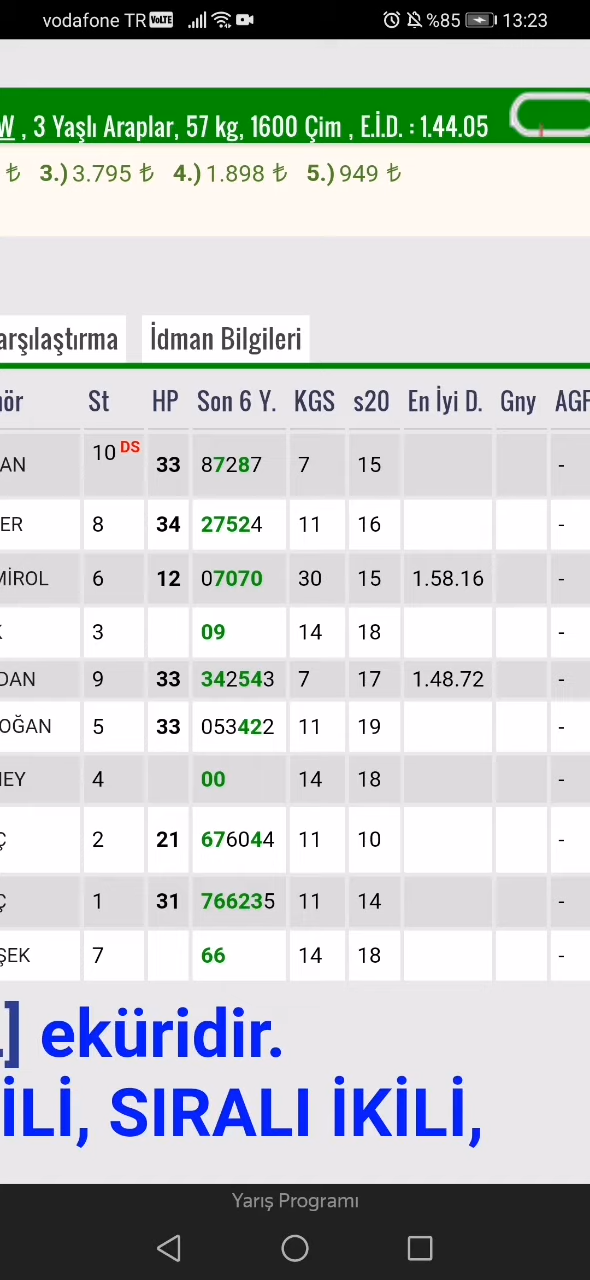 vodafone TR VoLTE %85 13:23
W , 3 Yaşlı Araplar, 57 kg, 1600 Çim , E.İ.D. : 1.44.05
₺ 3.) 3.795 ₺ 4.) 1.898 ₺ 5.) 949 ₺
arşılaştırma İdman Bilgileri
ör St HP Son 6 Y. KGS s20 En İyi D. Gny AGF
AN 10 DS 33 87287 7 15 -
ER 8 34 27524 11 16 -
MİROL 6 12 07070 30 15 1.58.16 -
K 3 09 14 18 -
DAN 9 33 342543 7 17 1.48.72 -
OĞAN 5 33 053422 11 19 -
NEY 4 00 14 18 -
Ç 2 21 676044 11 10 -
Ç 1 31 766235 11 14 -
ŞEK 7 66 14 18 -
] eküridir.
İLİ, SIRALI İKİLİ,
Yarış Programı